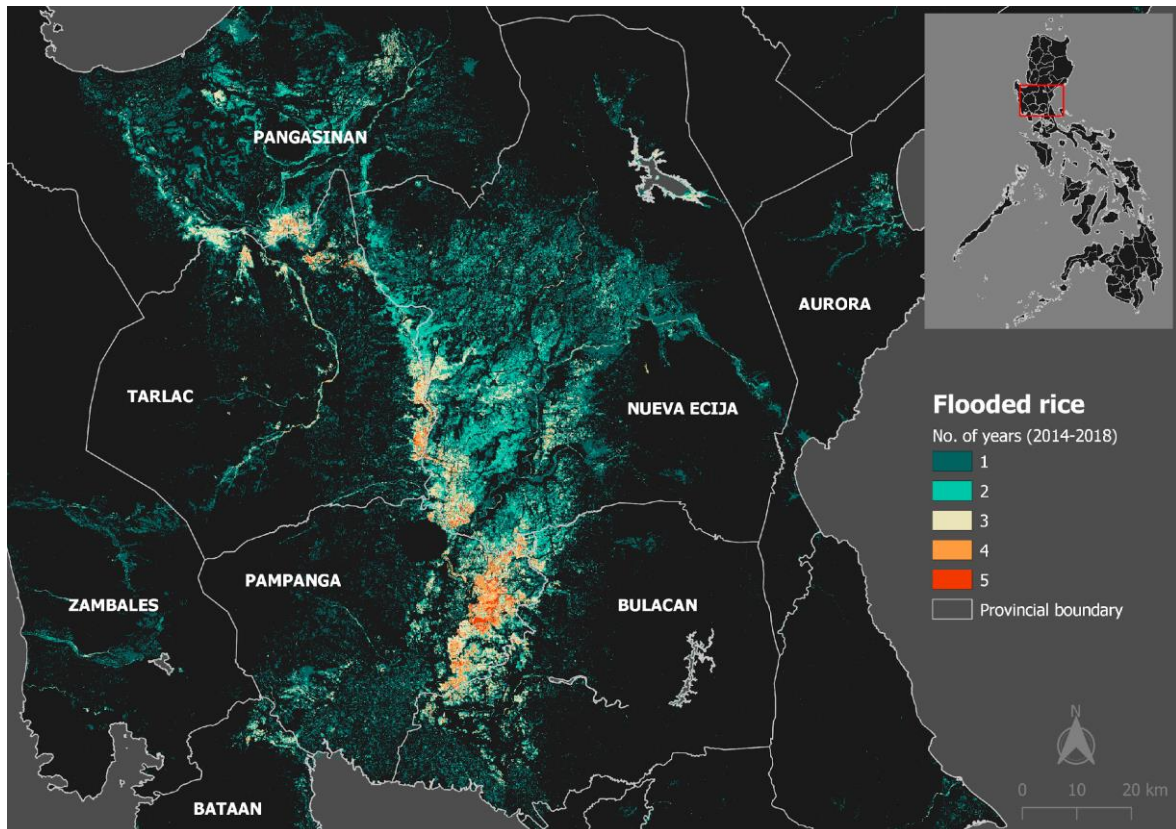 PANGASINAN
AURORA
TARLAC
NUEVA ECIJA
PAMPANGA
ZAMBALES
BULACAN
BATAAN
Flooded rice
No. of years (2014-2018)
1
2
3
4
5
Provincial boundary
N
0 10 20 km